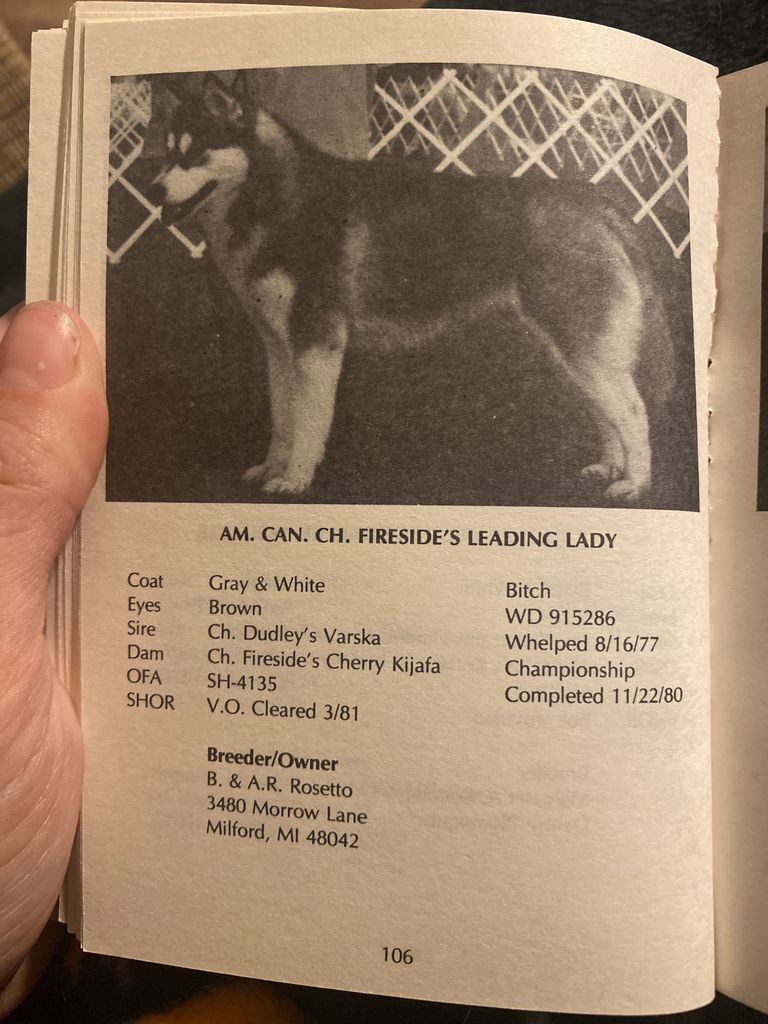 AM. CAN. CH. FIRESIDE'S LEADING LADY
Coat Gray & White
Eyes Brown
Sire Ch. Dudley's Varska
Dam Ch. Fireside's Cherry Kijafa
OFA SH-4135
SHOR V.O. Cleared 3/81
Bitch
WD 915286
Whelped 8/16/77
Championship
Completed 11/22/80
Breeder/Owner
B. & A.R. Rosetto
3480 Morrow Lane
Milford, MI 48042
106